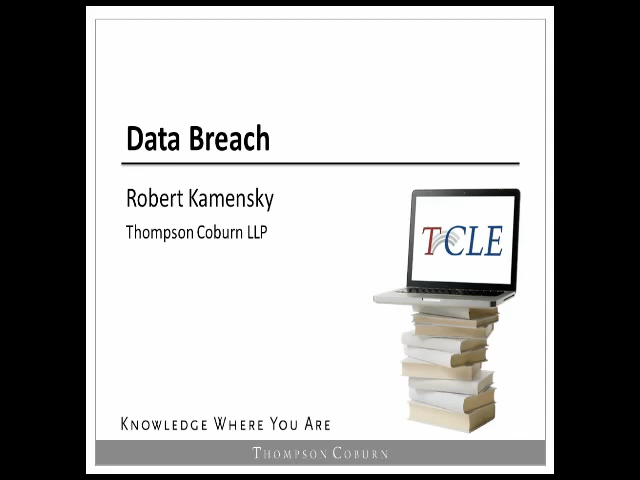 Data Breach
Robert Kamensky
Thompson Coburn LLP
TCLE
KNOWLEDGE WHERE YOU ARE
THOMPSON COBURN